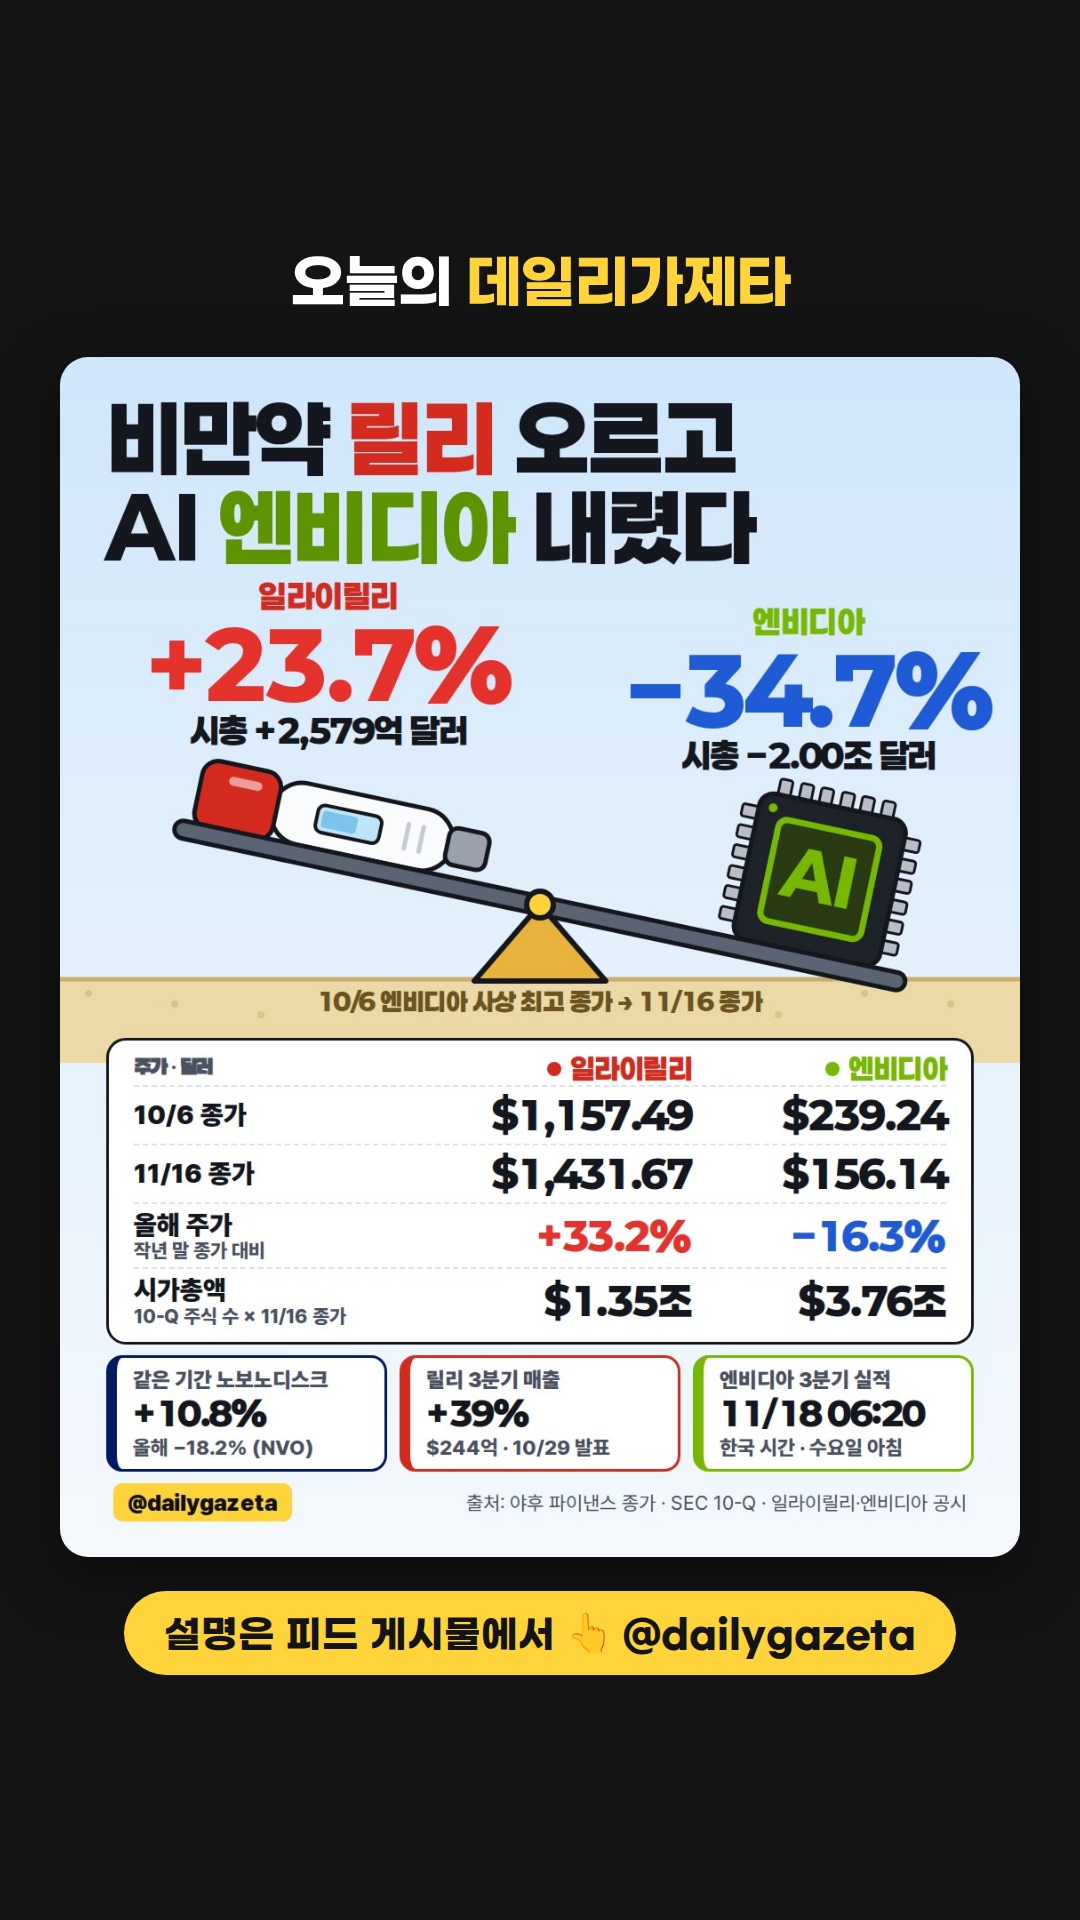 오늘의 데일리가제타
비만약 릴리 오르고
AI 엔비디아 내렸다
일라이릴리
+23.7%
시총 +2,579억 달러
엔비디아
−34.7%
시총 −2.00조 달러
AI
10/6 엔비디아 사상 최고 종가 → 11/16 종가
주가 · 달러 ● 일라이릴리 ● 엔비디아
10/6 종가 $1,157.49 $239.24
11/16 종가 $1,431.67 $156.14
올해 주가 +33.2% −16.3%
작년 말 종가 대비
시가총액 $1.35조 $3.76조
10-Q 주식 수 × 11/16 종가
같은 기간 노보노디스크
+10.8%
올해 −18.2% (NVO)
릴리 3분기 매출
+39%
$244억 · 10/29 발표
엔비디아 3분기 실적
11/18 06:20
한국 시간 · 수요일 아침
@dailygazeta
출처: 야후 파이낸스 종가 · SEC 10-Q · 일라이릴리·엔비디아 공시
설명은 피드 게시물에서 👆 @dailygazeta